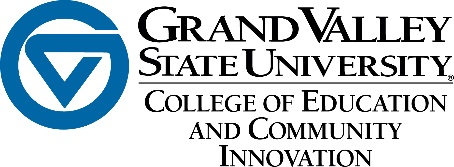 GRAND VALLEY
STATE UNIVERSITY®
COLLEGE OF EDUCATION
AND COMMUNITY
INNOVATION